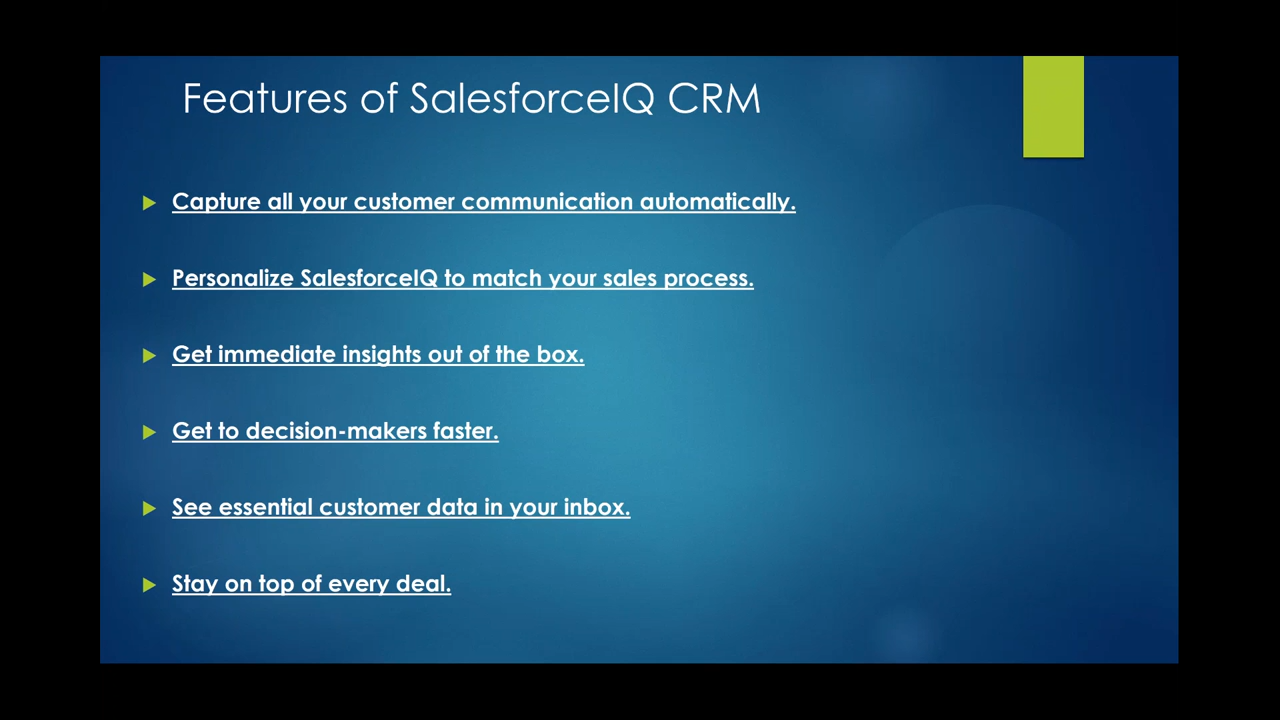 Features of SalesforceIQ CRM
Capture all your customer communication automatically.
Personalize SalesforceIQ to match your sales process.
Get immediate insights out of the box.
Get to decision-makers faster.
See essential customer data in your inbox.
Stay on top of every deal.